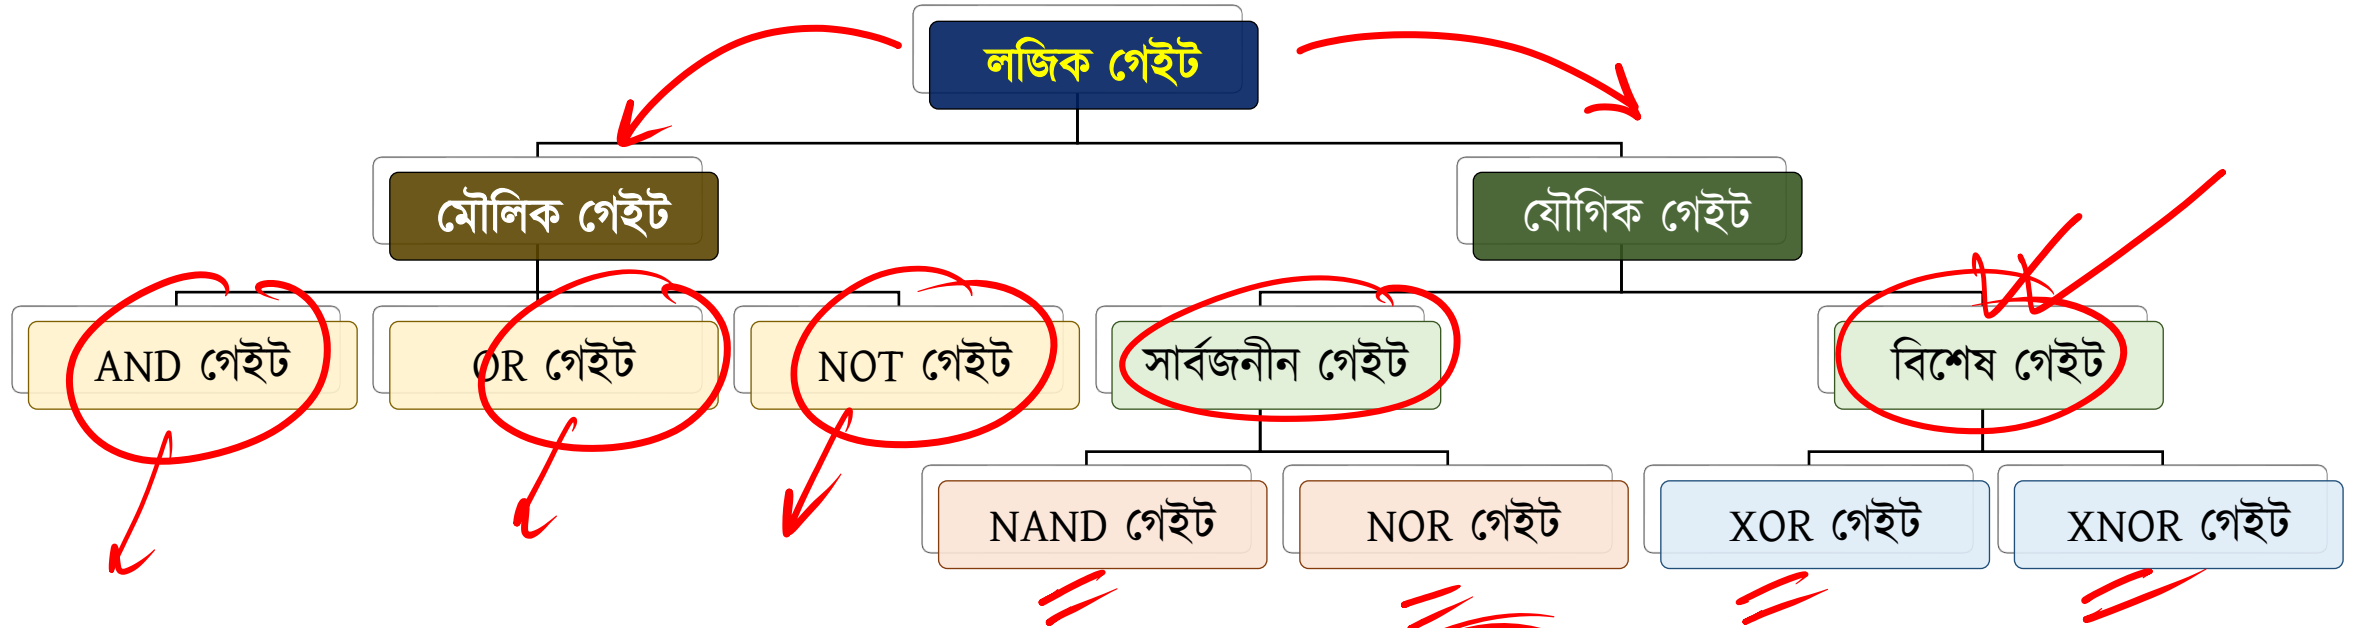 লজিক গেইট
মৌলিক গেইট
যৌগিক গেইট
AND গেইট
OR গেইট
NOT গেইট
সার্বজনীন গেইট
বিশেষ গেইট
NAND গেইট
NOR গেইট
XOR গেইট
XNOR গেইট